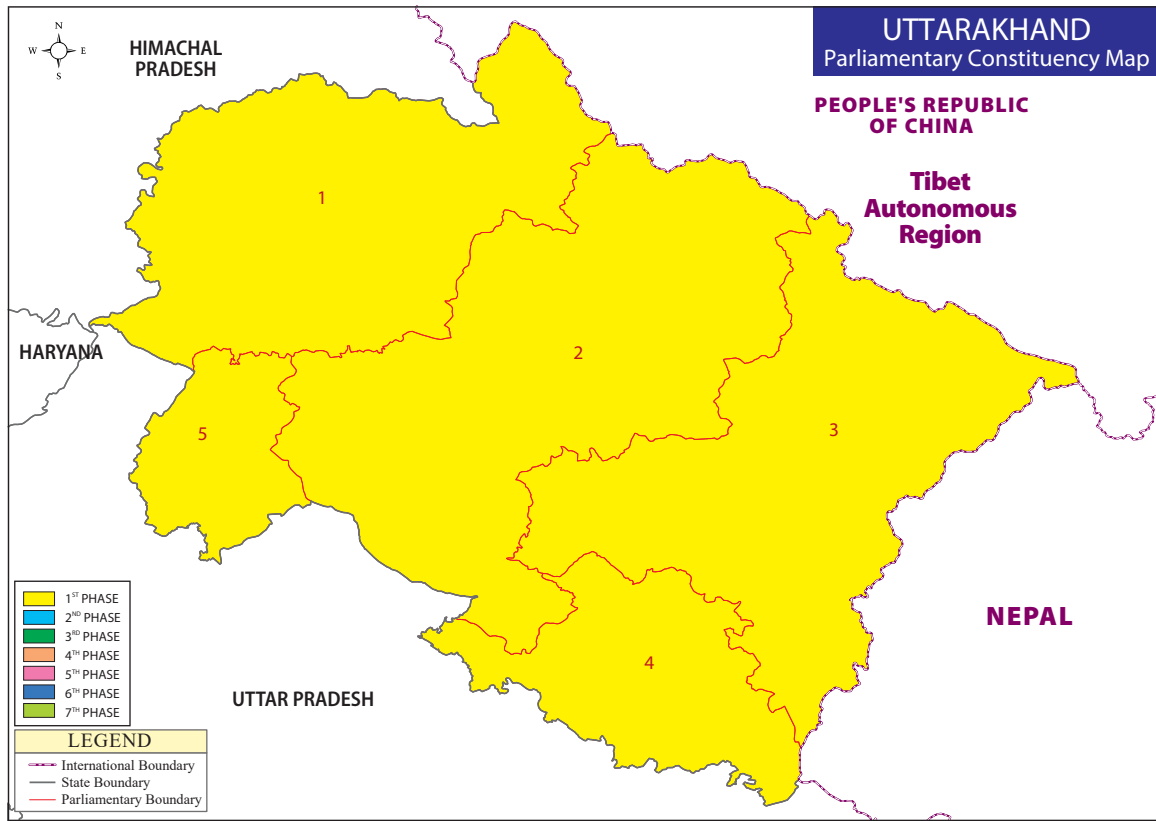 UTTARAKHAND
Parliamentary Constituency Map
N
W
E
S
HIMACHAL
PRADESH
PEOPLE'S REPUBLIC
OF CHINA
Tibet
Autonomous
Region
1
HARYANA
2
3
5
NEPAL
4
UTTAR PRADESH
1ST PHASE
2ND PHASE
3RD PHASE
4TH PHASE
5TH PHASE
6TH PHASE
7TH PHASE
LEGEND
International Boundary
State Boundary
Parliamentary Boundary